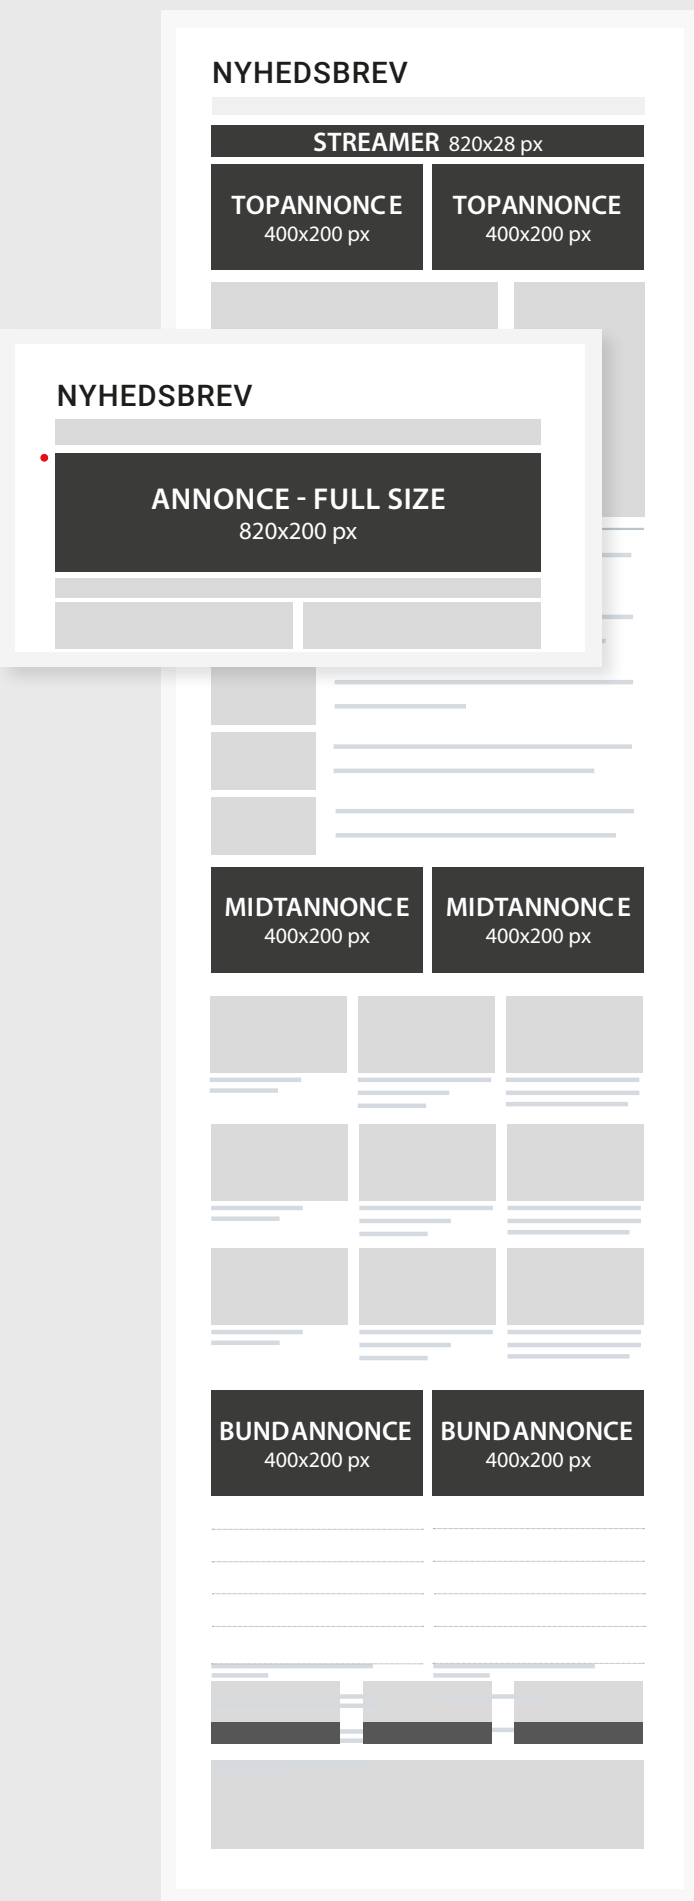 NYHEDSBREV
STREAMER 820x28 px
TOPANNONCE TOPANNONCE
400x200 px 400x200 px
NYHEDSBREV
ANNONCE - FULL SIZE
820x200 px
MIDTANNONCE MIDTANNONCE
400x200 px 400x200 px
BUNDANNONCE BUNDANNONCE
400x200 px 400x200 px